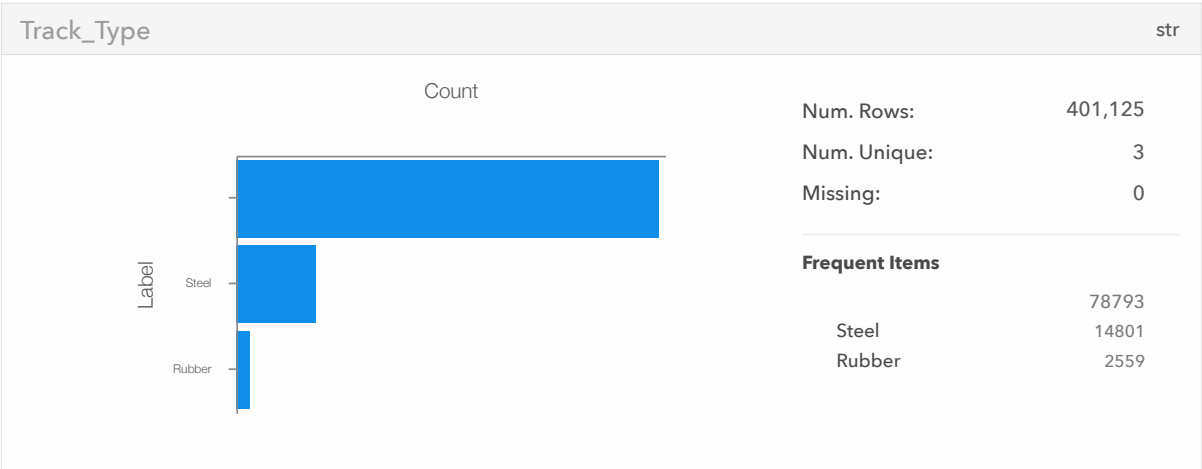 Track_Type str
Count
Label
Steel
Rubber
Num. Rows: 401,125
Num. Unique: 3
Missing: 0
Frequent Items
78793
Steel 14801
Rubber 2559